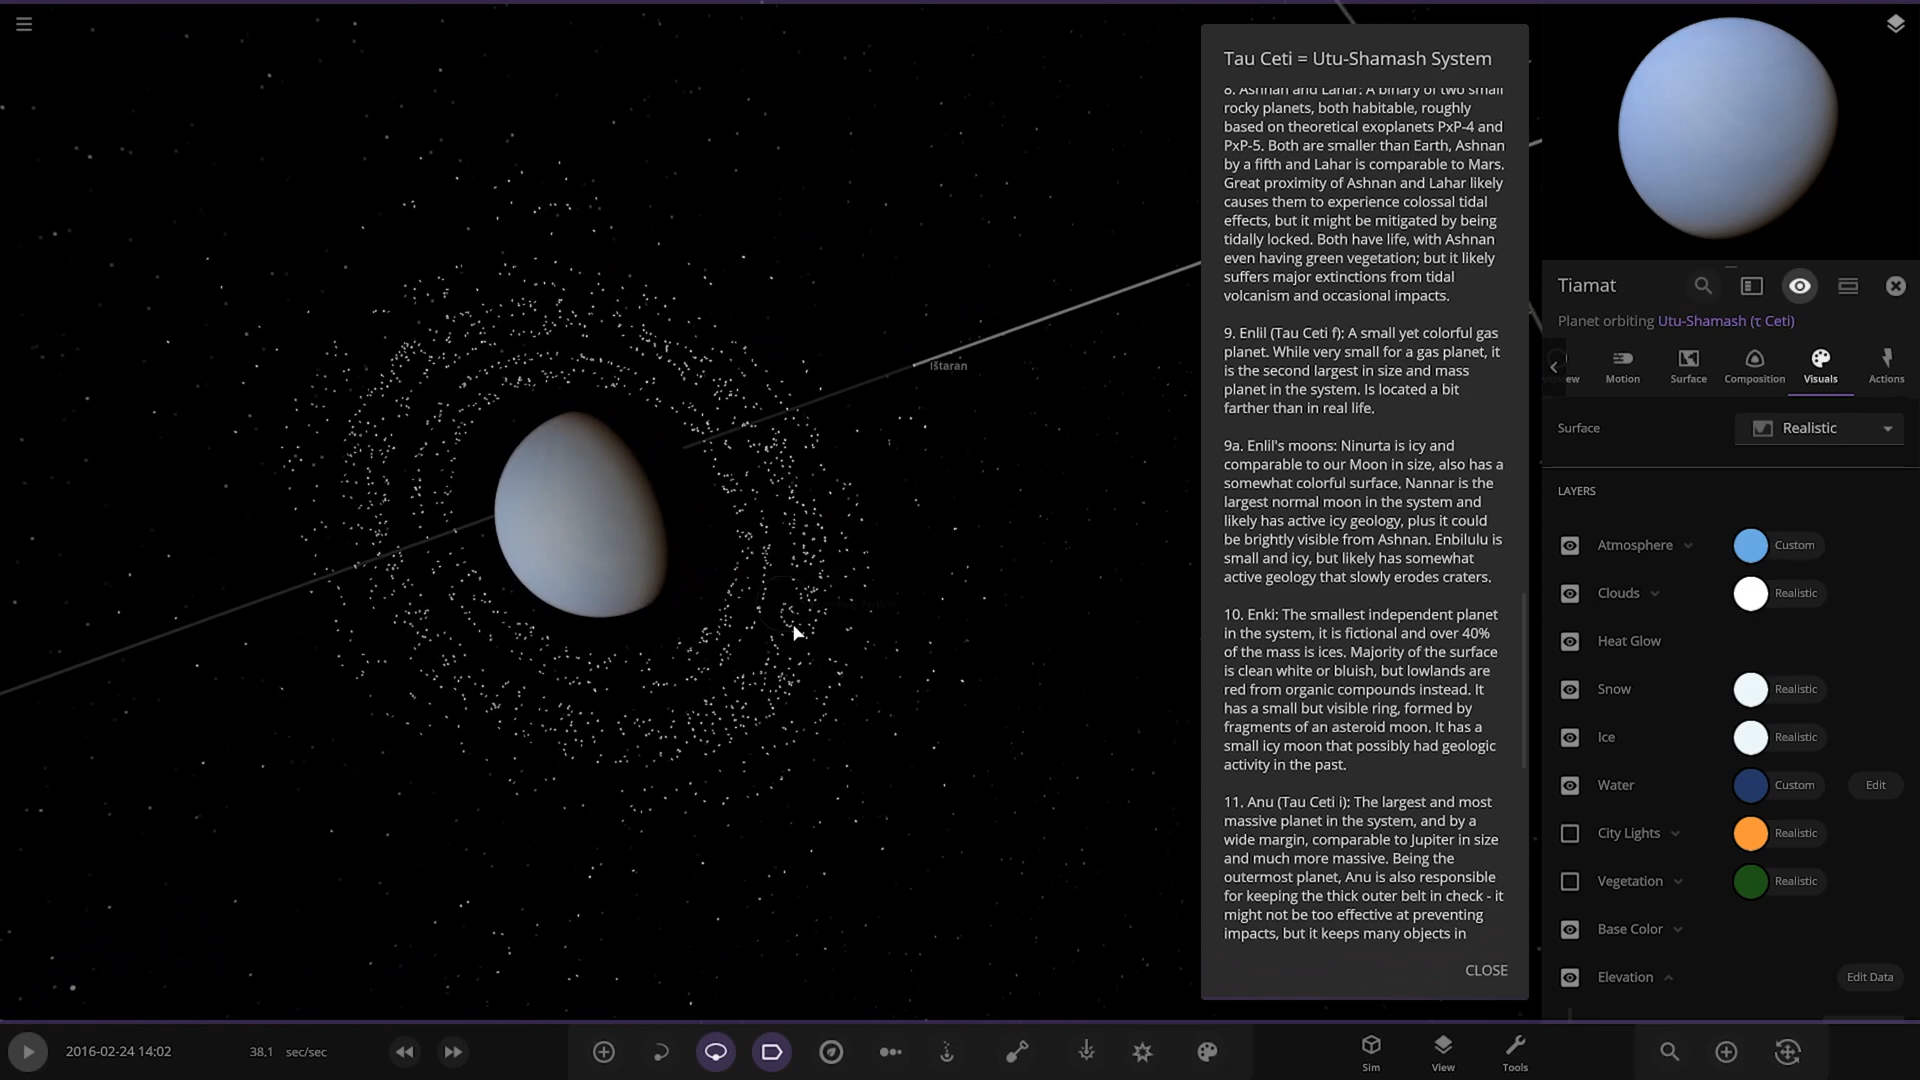 Tau Ceti = Utu-Shamash System
8. Ashnan and Lahar: A binary of two small
rocky planets, both habitable, roughly
based on theoretical exoplanets PxP-4 and
PxP-5. Both are smaller than Earth, Ashnan
by a fifth and Lahar is comparable to Mars.
Great proximity of Ashnan and Lahar likely
causes them to experience colossal tidal
effects, but it might be mitigated by being
tidally locked. Both have life, with Ashnan
even having green vegetation; but it likely
suffers major extinctions from tidal
volcanism and occasional impacts.
9. Enlil (Tau Ceti f): A small yet colorful gas
planet. While very small for a gas planet, it
is the second largest in size and mass
planet in the system. Is located a bit
farther than in real life.
9a. Enlil's moons: Ninurta is icy and
comparable to our Moon in size, also has a
somewhat colorful surface. Nannar is the
largest normal moon in the system and
likely has active icy geology, plus it could
be brightly visible from Ashnan. Enbilulu is
small and icy, but likely has somewhat
active geology that slowly erodes craters.
10. Enki: The smallest independent planet
in the system, it is fictional and over 40%
of the mass is ices. Majority of the surface
is clean white or bluish, but lowlands are
red from organic compounds instead. It
has a small but visible ring, formed by
fragments of an asteroid moon. It has a
small icy moon that possibly had geologic
activity in the past.
11. Anu (Tau Ceti i): The largest and most
massive planet in the system, and by a
wide margin, comparable to Jupiter in size
and much more massive. Being the
outermost planet, Anu is also responsible
for keeping the thick outer belt in check - it
might not be too effective at preventing
impacts, but it keeps many objects in
CLOSE
Ištaran
Tiamat
Planet orbiting Utu-Shamash (τ Ceti)
ew Motion Surface Composition Visuals Actions
Surface Realistic
LAYERS
Atmosphere Custom
Clouds Realistic
Heat Glow
Snow Realistic
Ice Realistic
Water Custom Edit
City Lights Realistic
Vegetation Realistic
Base Color
Elevation Edit Data
2016-02-24 14:02 38.1 sec/sec
Sim View Tools